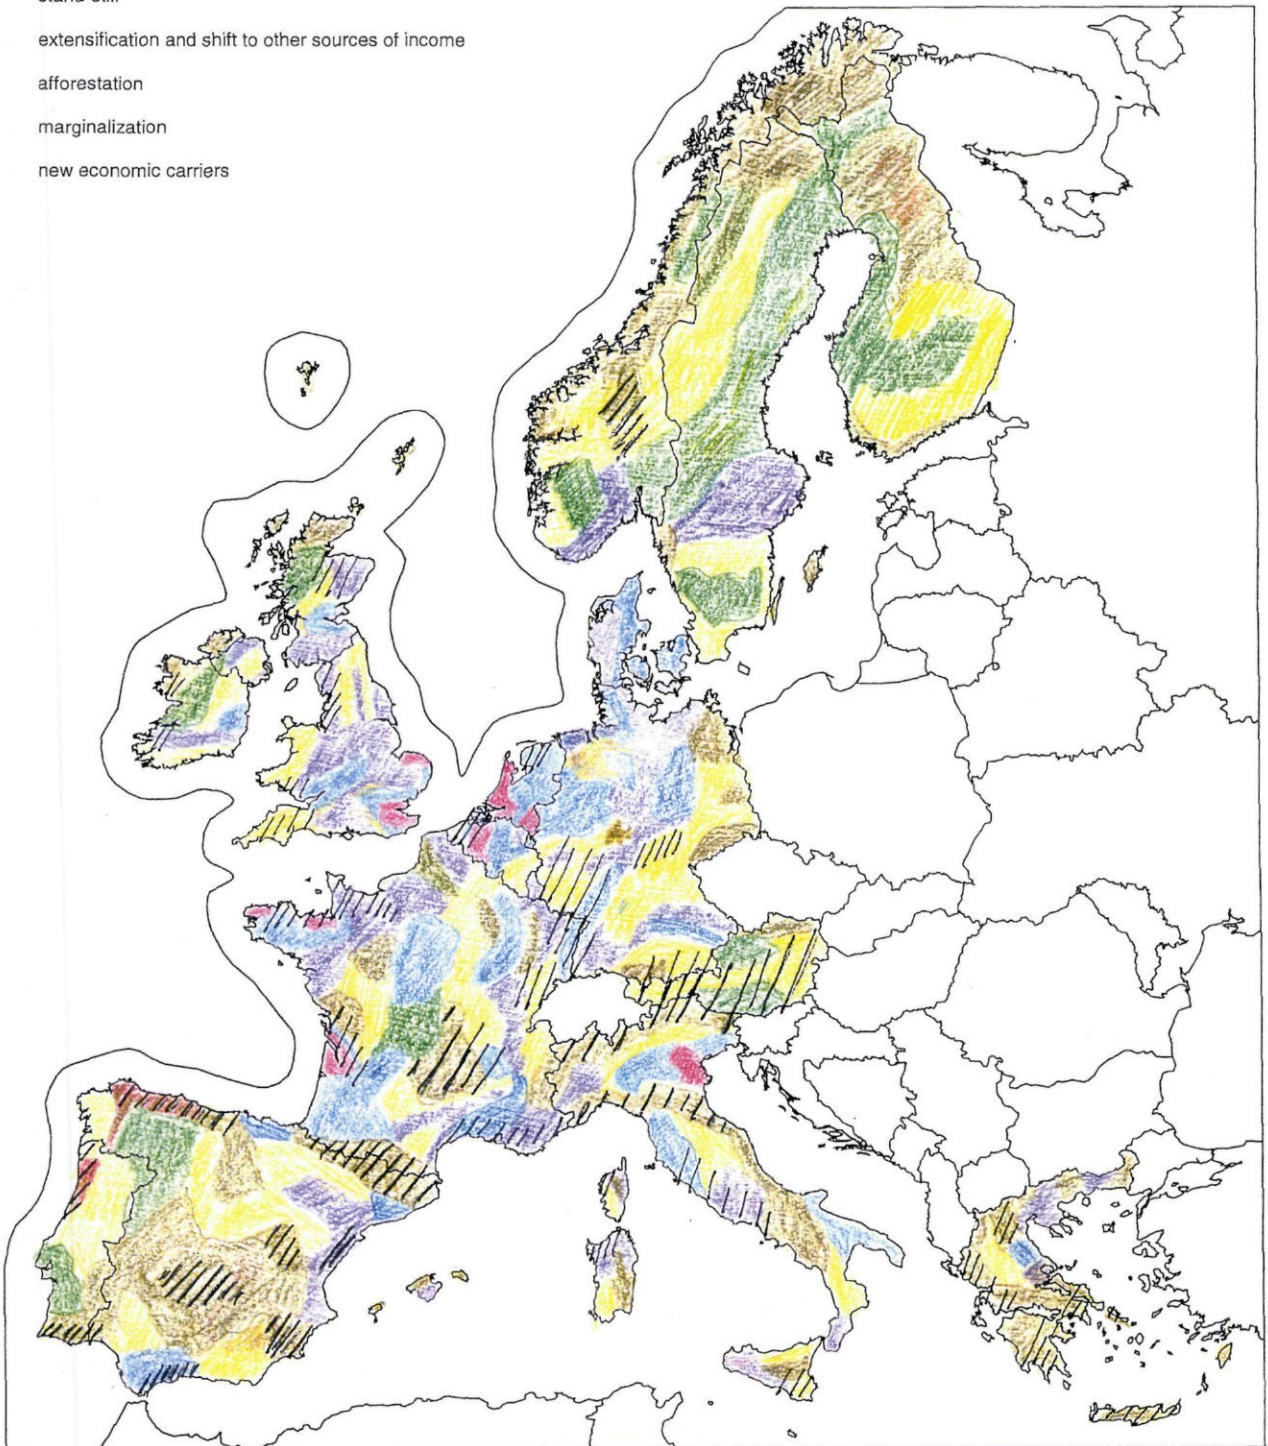 extensification and shift to other sources of income
afforestation
marginalization
new economic carriers